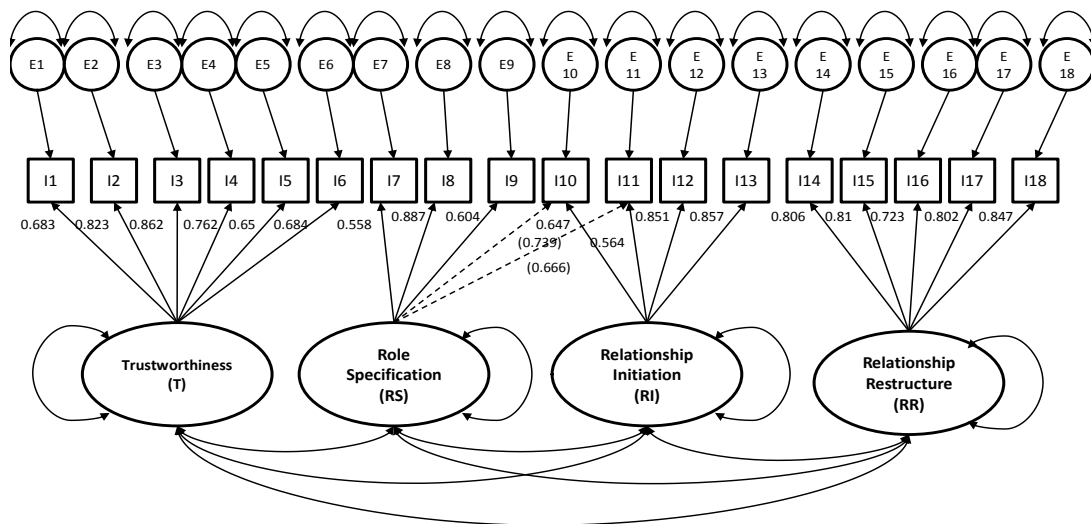 E1 E2 E3 E4 E5 E6 E7 E8 E9 E 10 E 11 E 12 E 13 E 14 E 15 E 16 E 17 E 18
I1 I2 I3 I4 I5 I6 I7 I8 I9 I10 I11 I12 I13 I14 I15 I16 I17 I18
0.683 0.823 0.862 0.762 0.65 0.684 0.558 0.887 0.604 0.647 0.851 0.857 0.806 0.81 0.723 0.802 0.847
(0.739) 0.564
(0.666)
Trustworthiness
(T)
Role
Specification
(RS)
Relationship
Initiation
(RI)
Relationship
Restructure
(RR)